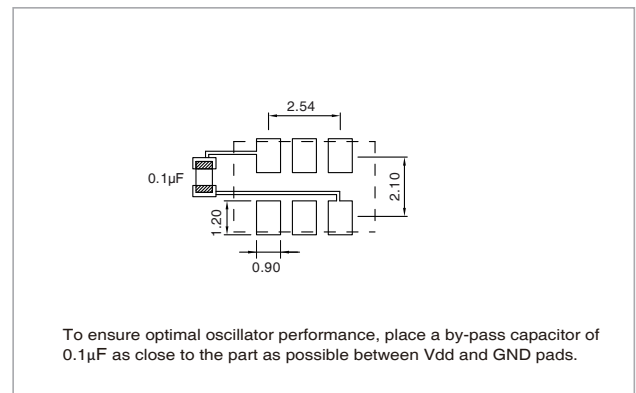 2.54
0.1µF
2.10
1.20
0.90
To ensure optimal oscillator performance, place a by-pass capacitor of
0.1µF as close to the part as possible between Vdd and GND pads.